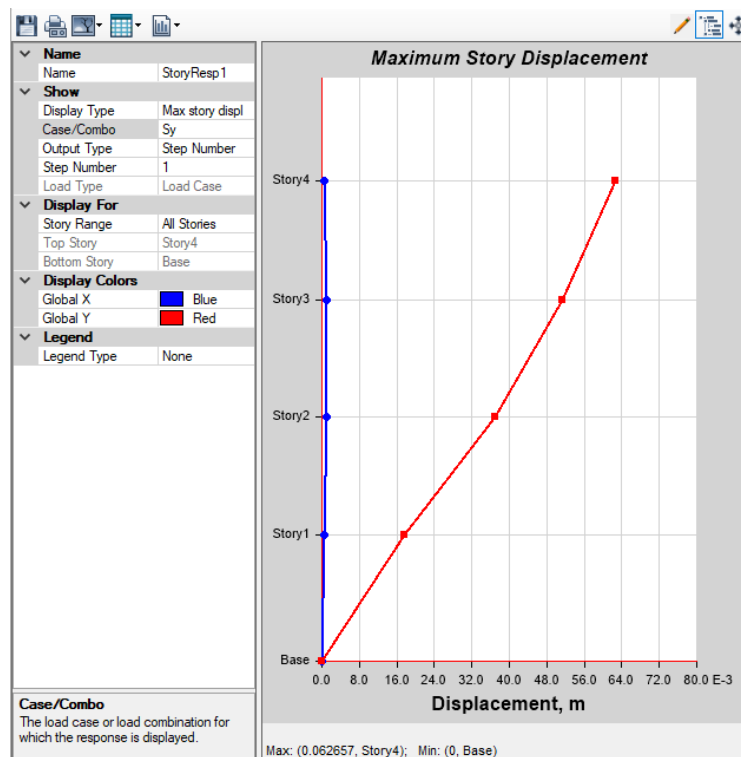 Name
Name StoryResp1
Show
Display Type Max story displ
Case/Combo Sy
Output Type Step Number
Step Number 1
Load Type Load Case
Display For
Story Range All Stories
Top Story Story4
Bottom Story Base
Display Colors
Global X Blue
Global Y Red
Legend
Legend Type None
Case/Combo
The load case or load combination for
which the response is displayed.
Maximum Story Displacement
Story4
Story3
Story2
Story1
Base
0.0 8.0 16.0 24.0 32.0 40.0 48.0 56.0 64.0 72.0 80.0 E-3
Displacement, m
Max: (0.062657, Story4); Min: (0, Base)